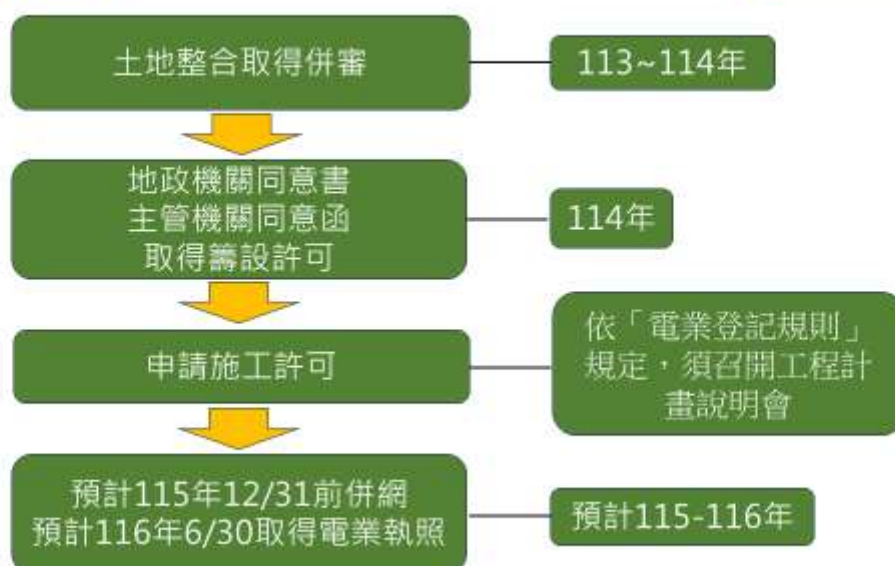 土地整合取得併審
113~114年
地政機關同意書
主管機關同意函
取得籌設許可
114年
申請施工許可
依「電業登記規則」
規定，須召開工程計
畫說明會
預計115年12/31前併網
預計116年6/30取得電業執照
預計115-116年